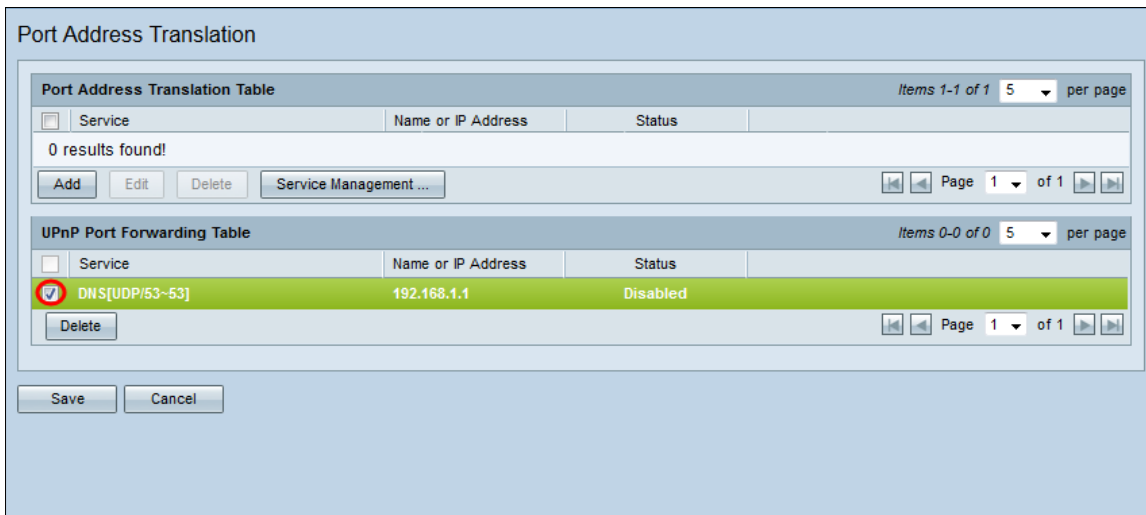 Port Address Translation
Port Address Translation Table Items 1-1 of 1 5 per page
Service Name or IP Address Status
0 results found!
Add Edit Delete Service Management ... Page 1 of 1
UPnP Port Forwarding Table Items 0-0 of 0 5 per page
Service Name or IP Address Status
DNS[UDP/53~53] 192.168.1.1 Disabled
Delete Page 1 of 1
Save Cancel